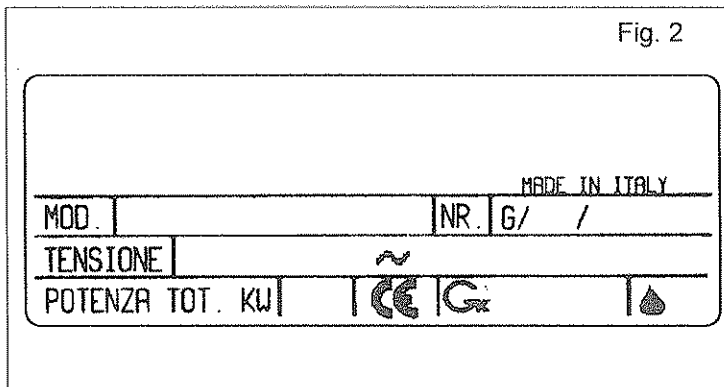 Fig. 2
MADE IN ITALY
MOD. NR. G/ /
TENSIONE ~
POTENZA TOT. KW CE